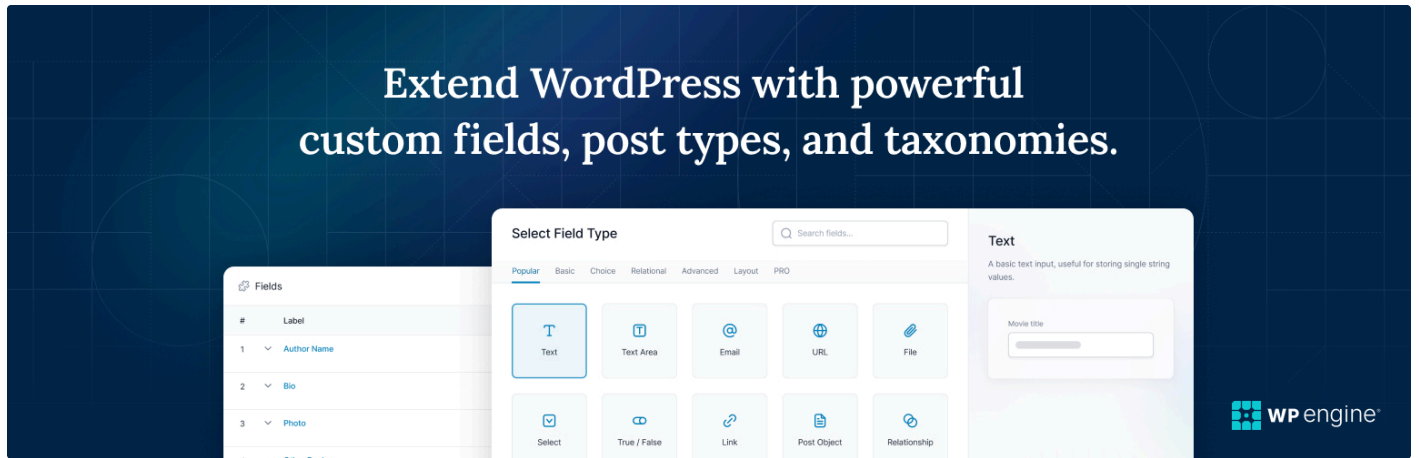 Extend WordPress with powerful
custom fields, post types, and taxonomies.
Select Field Type
Search fields...
Popular Basic Choice Relational Advanced Layout PRO
Text
Text Area
Email
URL
File
Select
True / False
Link
Post Object
Relationship
Text
A basic text input, useful for storing single string
values.
Movie title
Fields
# Label
1 Author Name
2 Bio
3 Photo
WP engine®